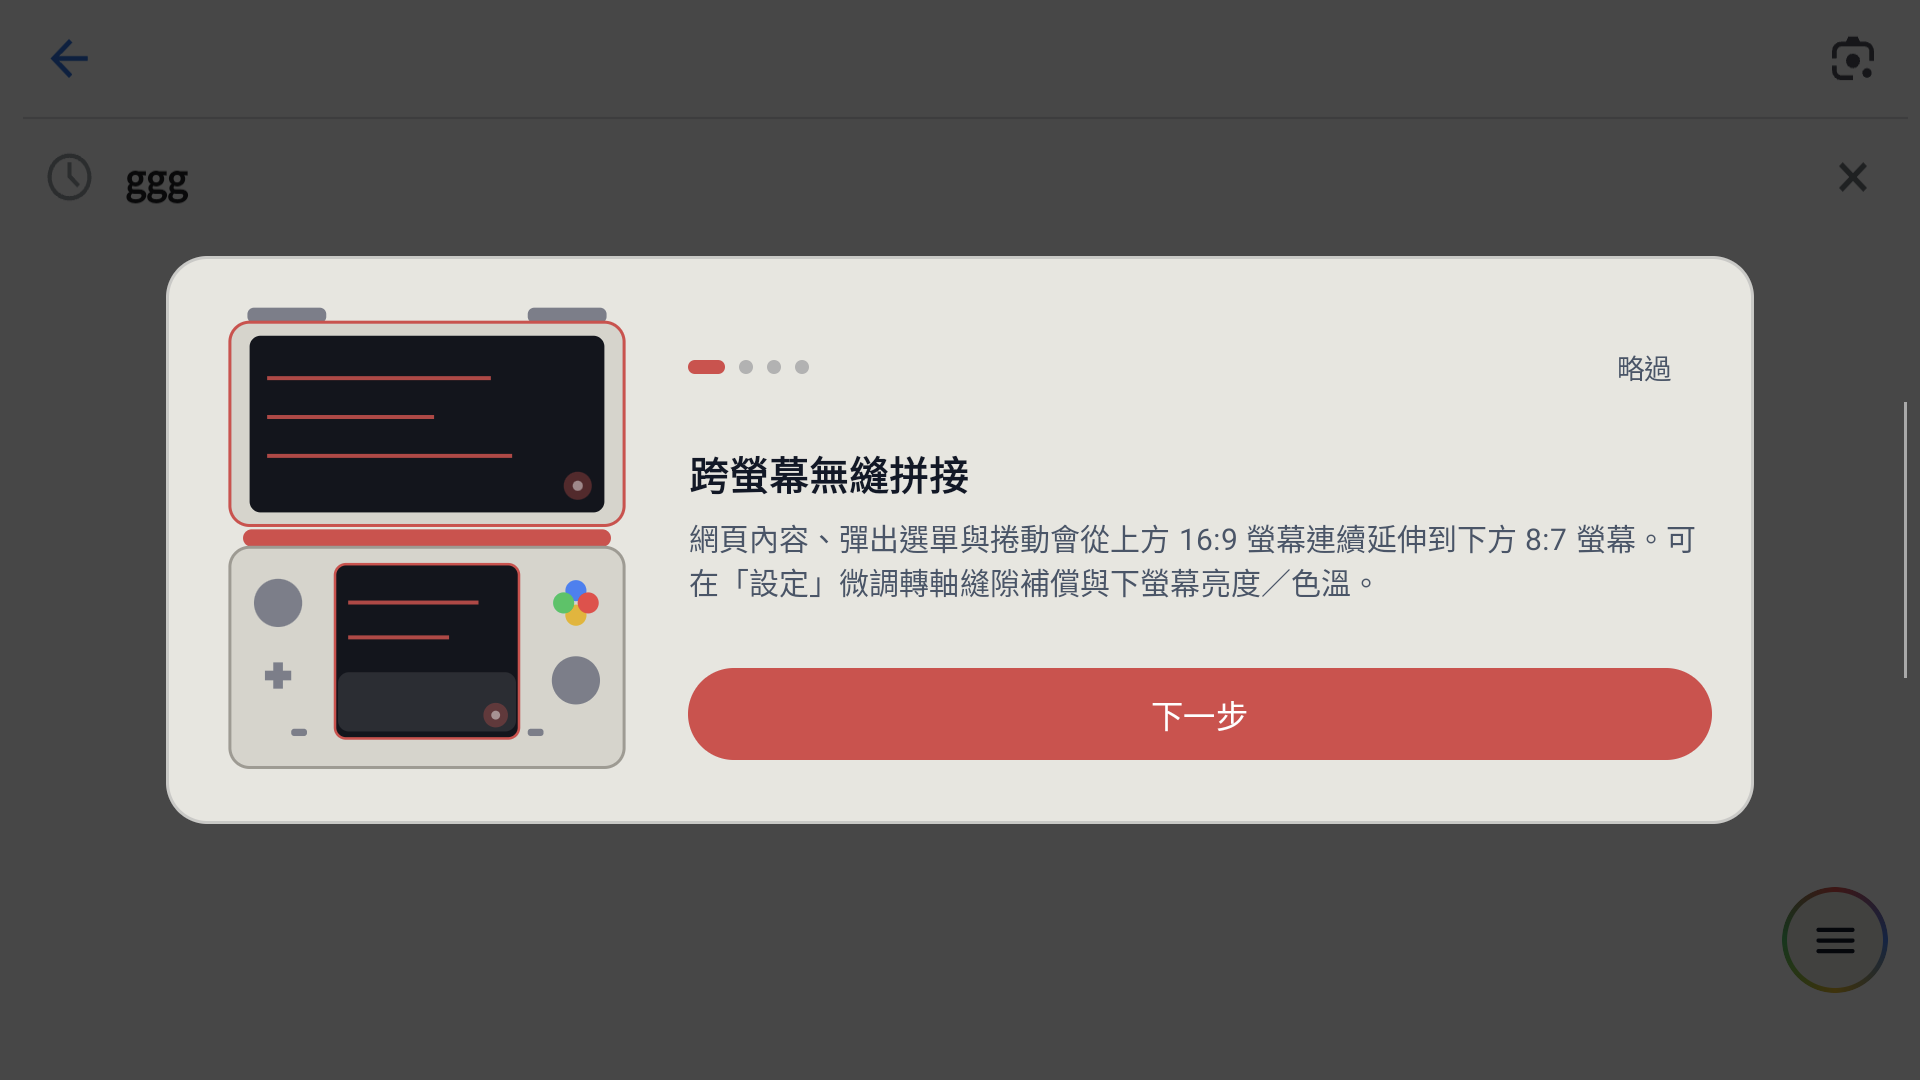 ggg
略過
跨螢幕無縫拼接
網頁內容、彈出選單與捲動會從上方 16:9 螢幕連續延伸到下方 8:7 螢幕。可
在「設定」微調轉軸縫隙補償與下螢幕亮度／色溫。
下一步